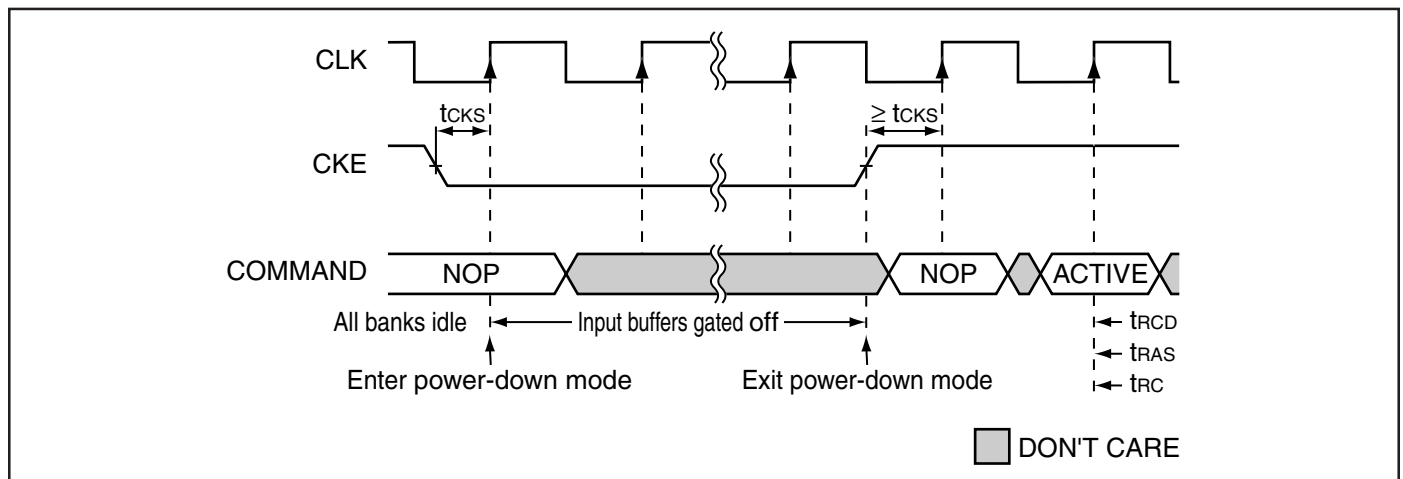 CLK
tCKS
≥ tCKS
CKE
COMMAND
NOP
NOP
ACTIVE
All banks idle
Input buffers gated off
tRCD
tRAS
Enter power-down mode
Exit power-down mode
tRC
DON'T CARE